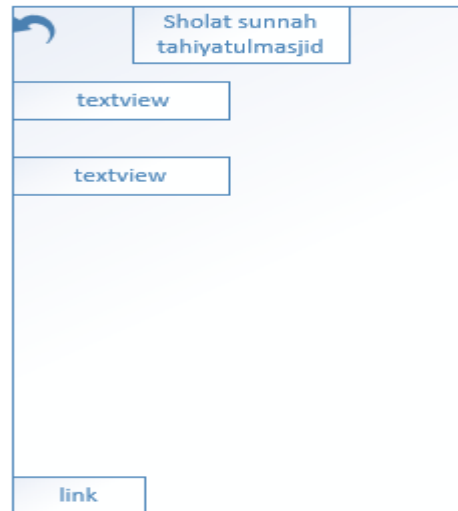 Sholat sunnah
tahiyatulmasjid
textview
textview
link